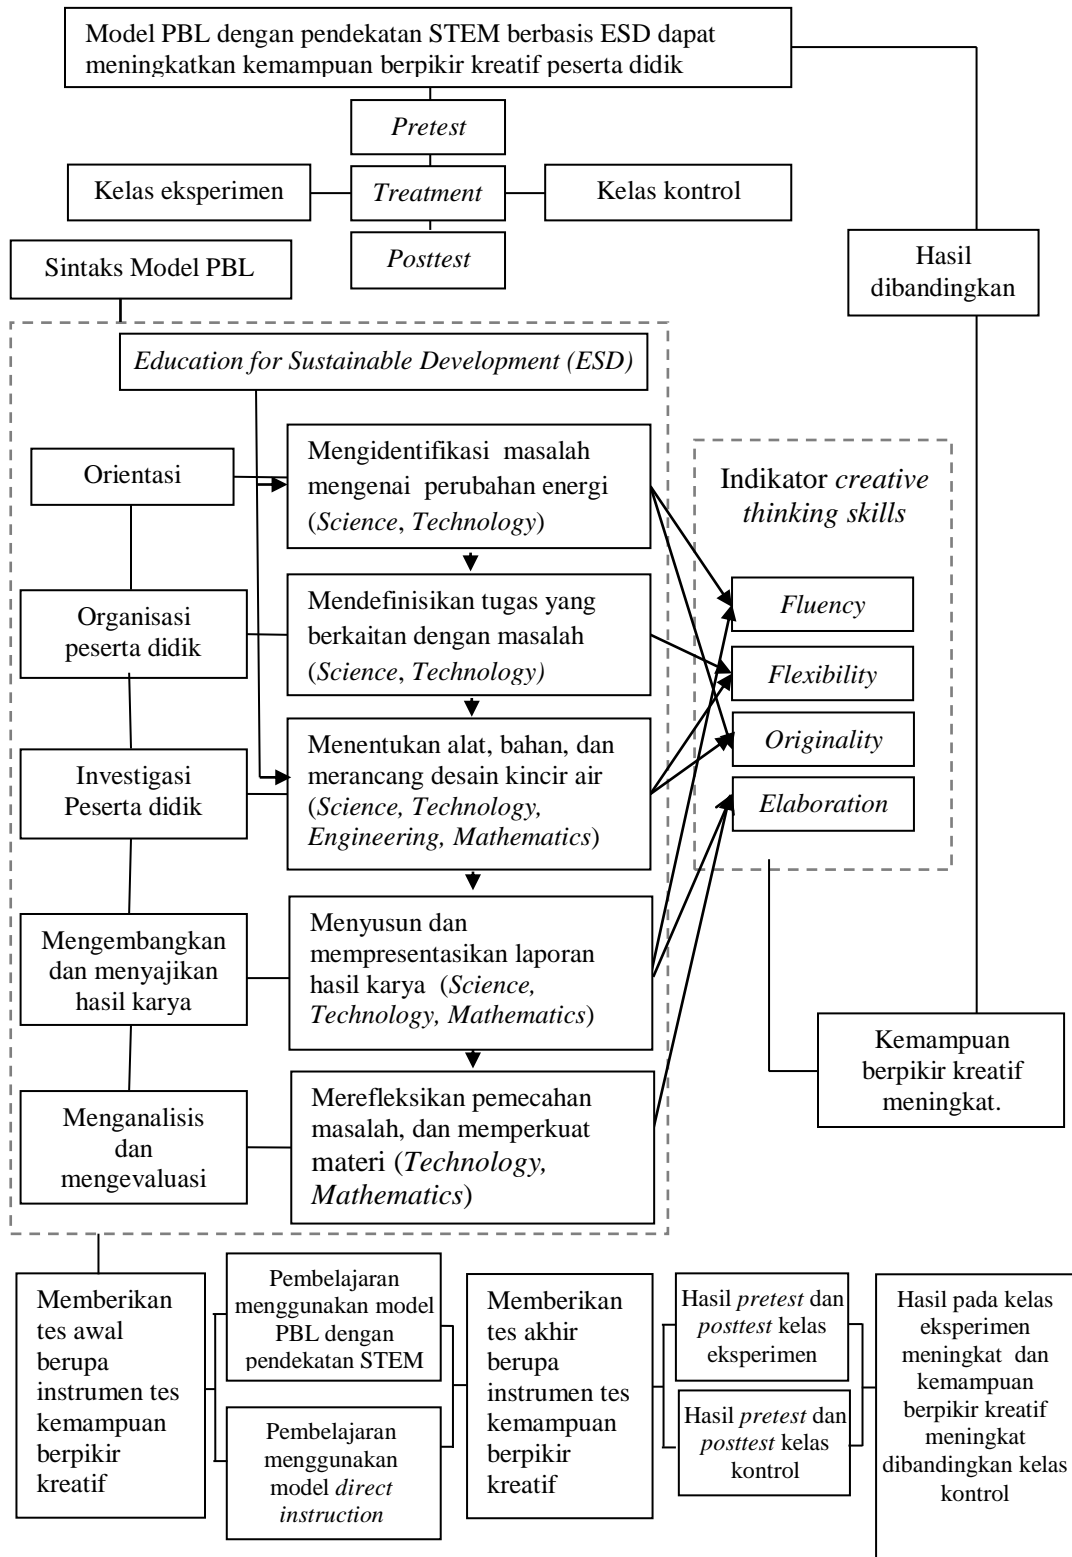 Model PBL dengan pendekatan STEM berbasis ESD dapat
meningkatkan kemampuan berpikir kreatif peserta didik
Pretest
Kelas eksperimen
Treatment
Kelas kontrol
Posttest
Sintaks Model PBL
Hasil
dibandingkan
Education for Sustainable Development (ESD)
Orientasi
Mengidentifikasi masalah
mengenai perubahan energi
(Science, Technology)
Indikator creative
thinking skills
Organisasi
peserta didik
Mendefinisikan tugas yang
berkaitan dengan masalah
(Science, Technology)
Fluency
Flexibility
Originality
Elaboration
Investigasi
Peserta didik
Menentukan alat, bahan, dan
merancang desain kincir air
(Science, Technology,
Engineering, Mathematics)
Mengembangkan
dan menyajikan
hasil karya
Menyusun dan
mempresentasikan laporan
hasil karya (Science,
Technology, Mathematics)
Kemampuan
berpikir kreatif
meningkat.
Menganalisis
dan
mengevaluasi
Merefleksikan pemecahan
masalah, dan memperkuat
materi (Technology,
Mathematics)
Memberikan
tes awal
berupa
instrumen tes
kemampuan
berpikir
kreatif
Pembelajaran
menggunakan model
PBL dengan
pendekatan STEM
Pembelajaran
menggunakan
model direct
instruction
Memberikan
tes akhir
berupa
instrumen tes
kemampuan
berpikir
kreatif
Hasil pretest dan
posttest kelas
eksperimen
Hasil pretest dan
posttest kelas
kontrol
Hasil pada kelas
eksperimen
meningkat dan
kemampuan
berpikir kreatif
meningkat
dibandingkan kelas
kontrol